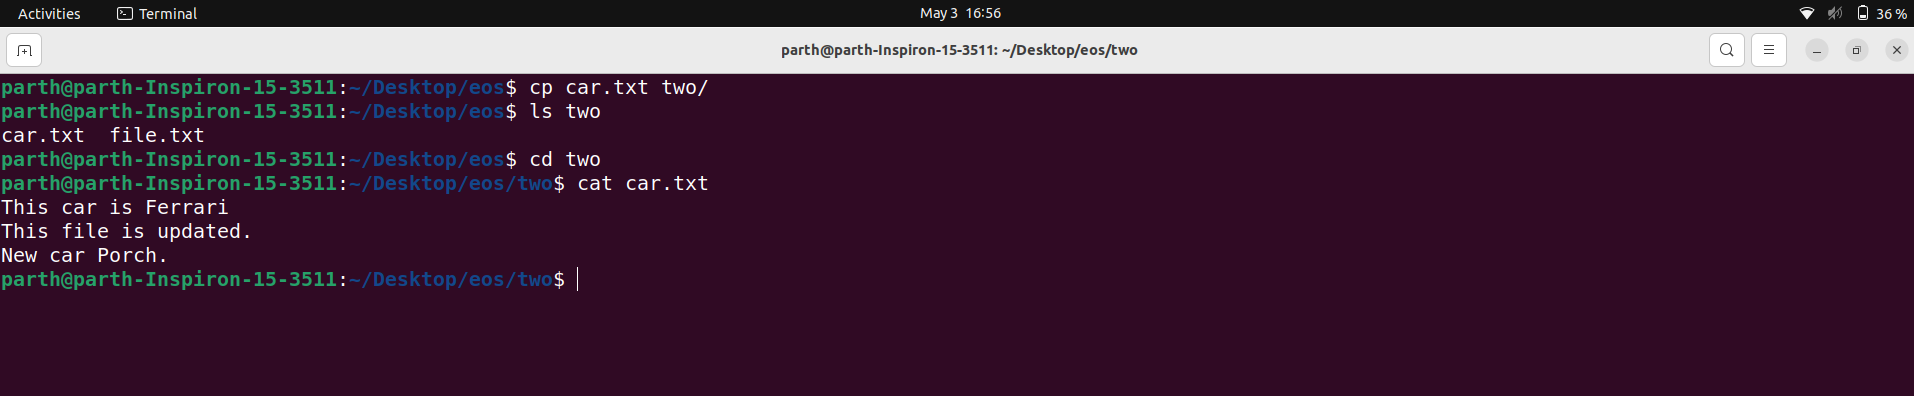 Activities Terminal May 3 16:56 36 %
parth@parth-Inspiron-15-3511: ~/Desktop/eos/two
parth@parth-Inspiron-15-3511:~/Desktop/eos$ cp car.txt two/
parth@parth-Inspiron-15-3511:~/Desktop/eos$ ls two
car.txt  file.txt
parth@parth-Inspiron-15-3511:~/Desktop/eos$ cd two
parth@parth-Inspiron-15-3511:~/Desktop/eos/two$ cat car.txt
This car is Ferrari
This file is updated.
New car Porch.
parth@parth-Inspiron-15-3511:~/Desktop/eos/two$